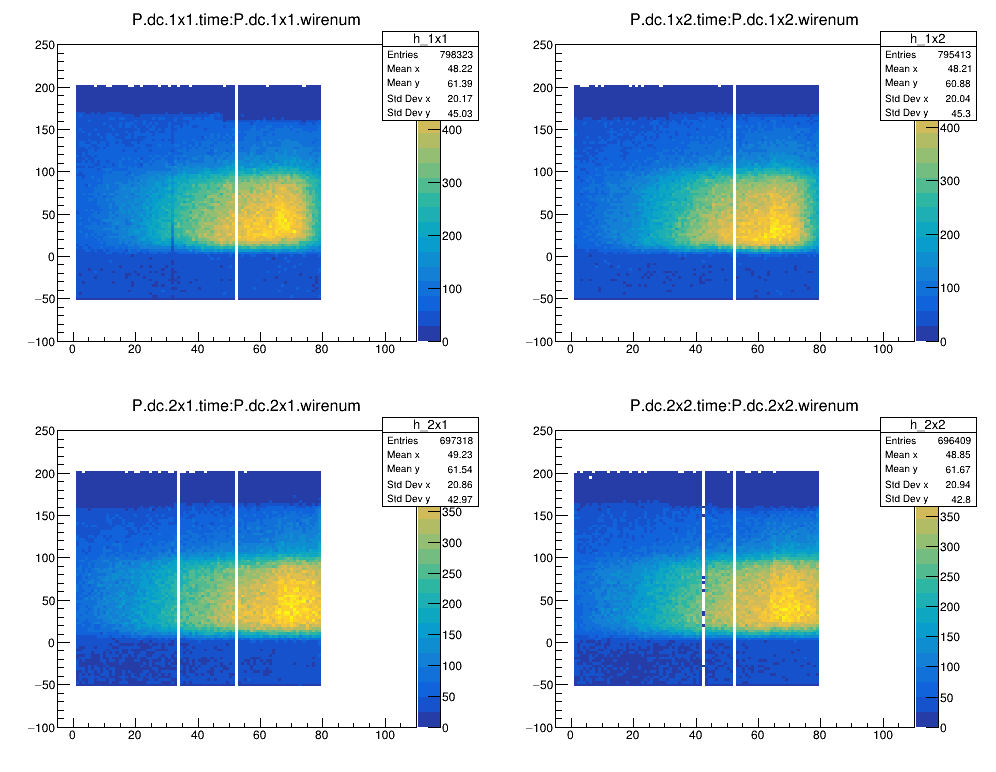 P.dc.1x1.time:P.dc.1x1.wirenum
h_1x1
Entries 798323
Mean x 48.22
Mean y 61.39
Std Dev x 20.17
Std Dev y 45.03
250
200
150
100
50
0
−50
−100
0 20 40 60 80 100
400
300
200
100
0
P.dc.1x2.time:P.dc.1x2.wirenum
h_1x2
Entries 795413
Mean x 48.21
Mean y 60.88
Std Dev x 20.04
Std Dev y 45.3
250
200
150
100
50
0
−50
−100
0 20 40 60 80 100
400
300
200
100
0
P.dc.2x1.time:P.dc.2x1.wirenum
h_2x1
Entries 697318
Mean x 49.23
Mean y 61.54
Std Dev x 20.86
Std Dev y 42.97
250
200
150
100
50
0
−50
−100
0 20 40 60 80 100
350
300
250
200
150
100
50
0
P.dc.2x2.time:P.dc.2x2.wirenum
h_2x2
Entries 696409
Mean x 48.85
Mean y 61.67
Std Dev x 20.94
Std Dev y 42.8
250
200
150
100
50
0
−50
−100
0 20 40 60 80 100
350
300
250
200
150
100
50
0